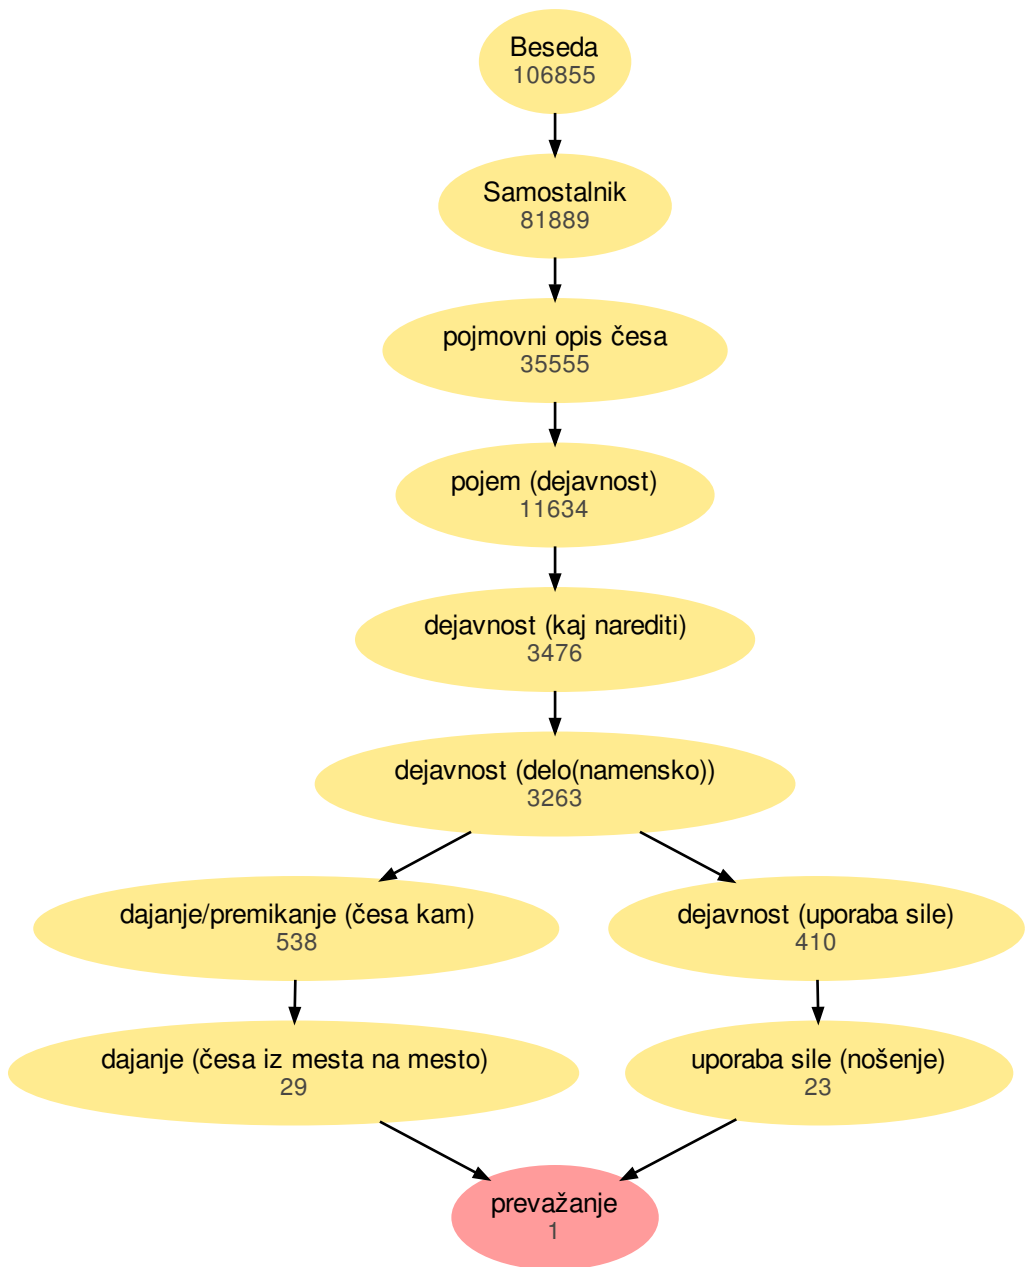 Beseda
106855
Samostalnik
81889
pojmovni opis česa
35555
pojem (dejavnost)
11634
dejavnost (kaj narediti)
3476
dejavnost (delo(namensko))
3263
dajanje/premikanje (česa kam)
538
dejavnost (uporaba sile)
410
dajanje (česa iz mesta na mesto)
29
uporaba sile (nošenje)
23
prevažanje
1